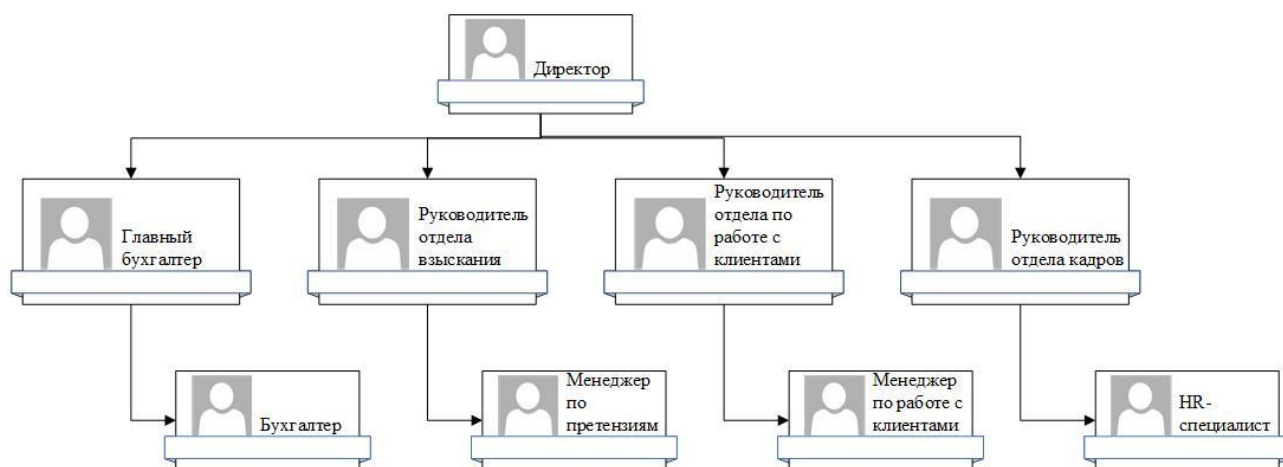 Директор
Главный
бухгалтер
Руководитель
отдела
взыскания
Руководитель
отдела по
работе с
клиентами
Руководитель
отдела кадров
Бухгалтер
Менеджер
по
претензиям
Менеджер
по работе с
клиентами
HR-
специалист